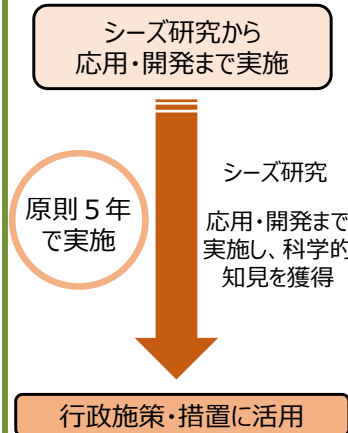 シーズ研究から
応用・開発まで実施
原則５年
で実施
シーズ研究
応用・開発まで
実施し、科学的
知見を獲得
行政施策・措置に活用